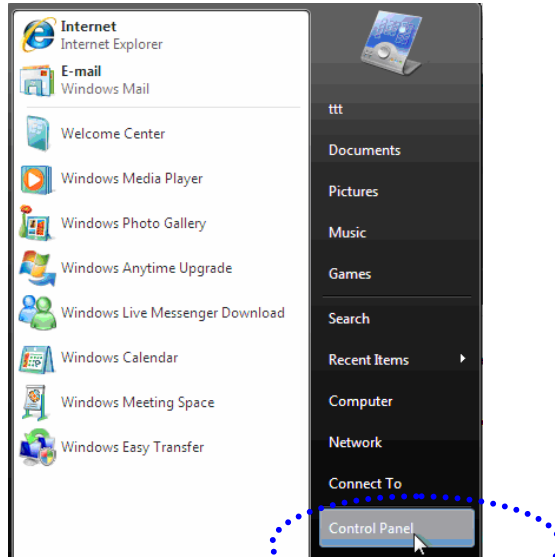 Internet
Internet Explorer
E-mail
Windows Mail
Welcome Center
Windows Media Player
Windows Photo Gallery
Windows Anytime Upgrade
Windows Live Messenger Download
Windows Calendar
Windows Meeting Space
Windows Easy Transfer
ttt
Documents
Pictures
Music
Games
Search
Recent Items
Computer
Network
Connect To
Control Panel